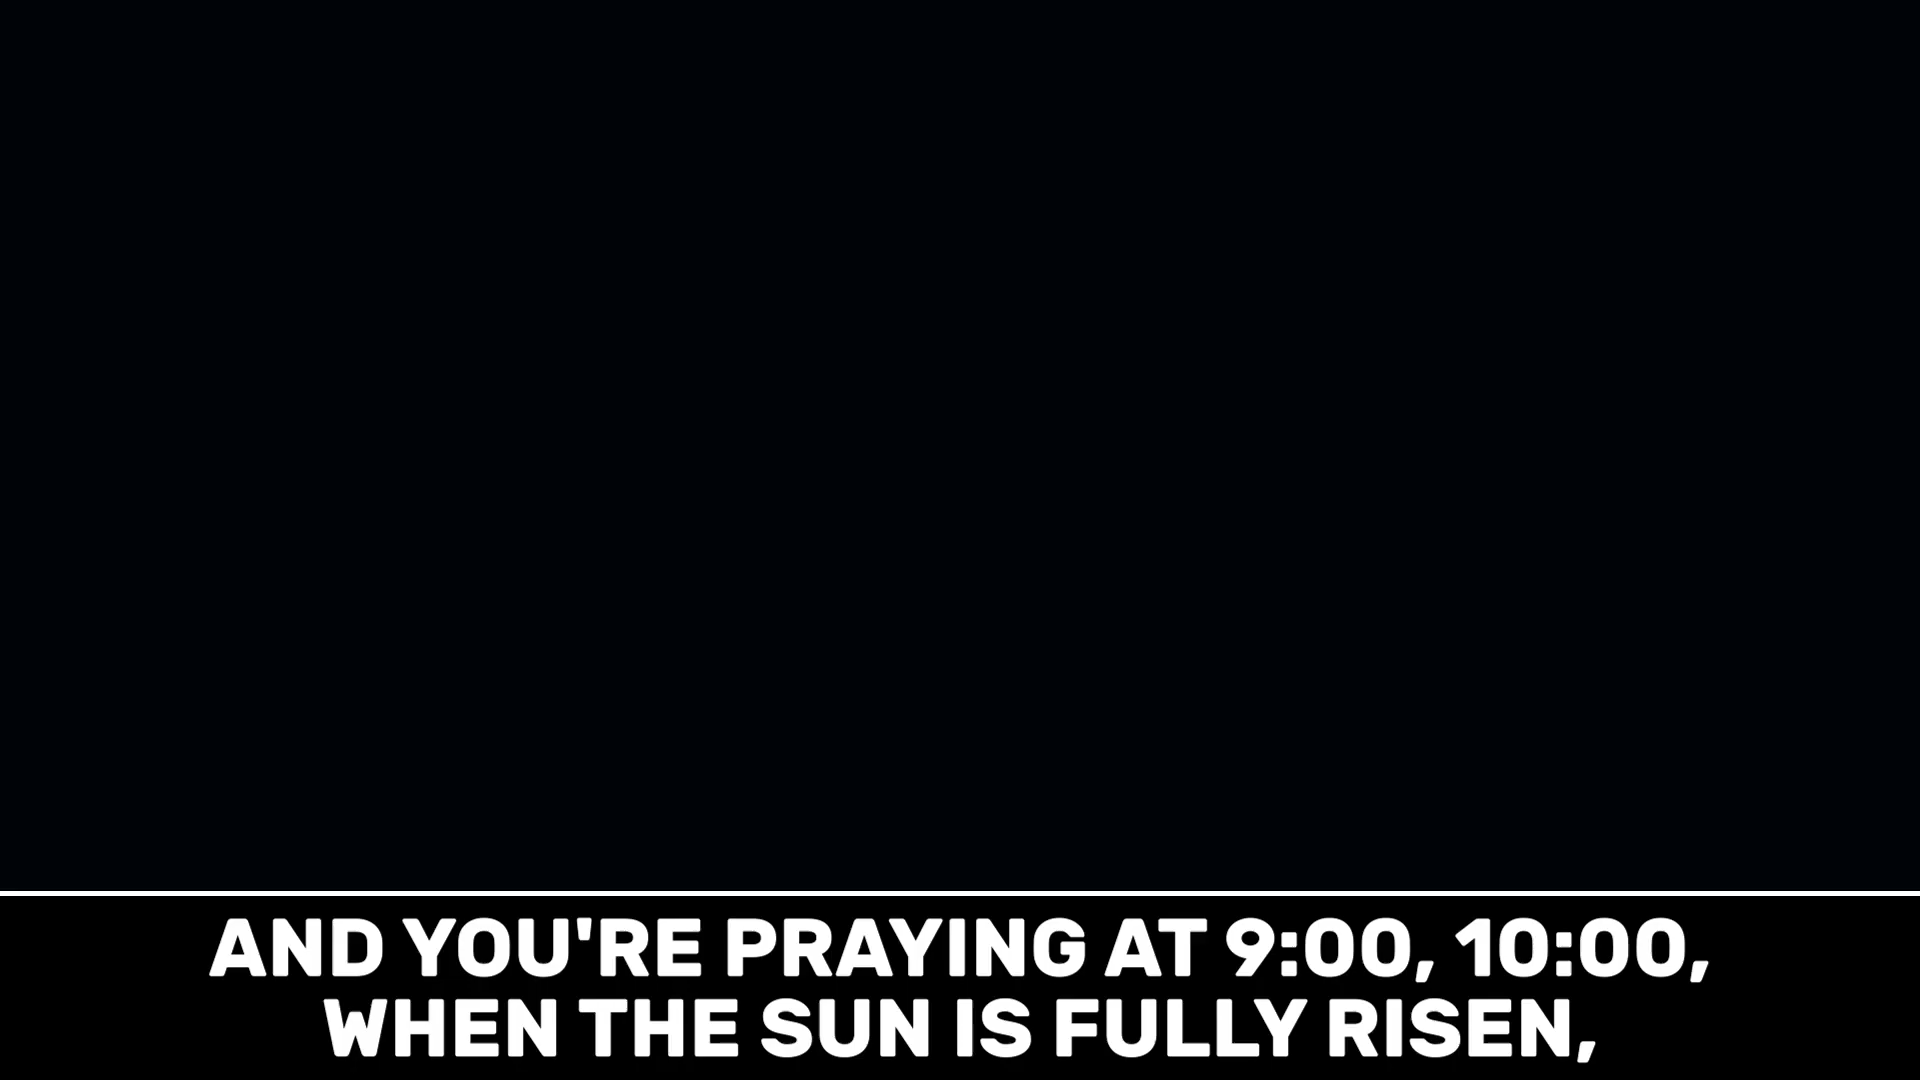 AND YOU'RE PRAYING AT 9:00, 10:00,
WHEN THE SUN IS FULLY RISEN,